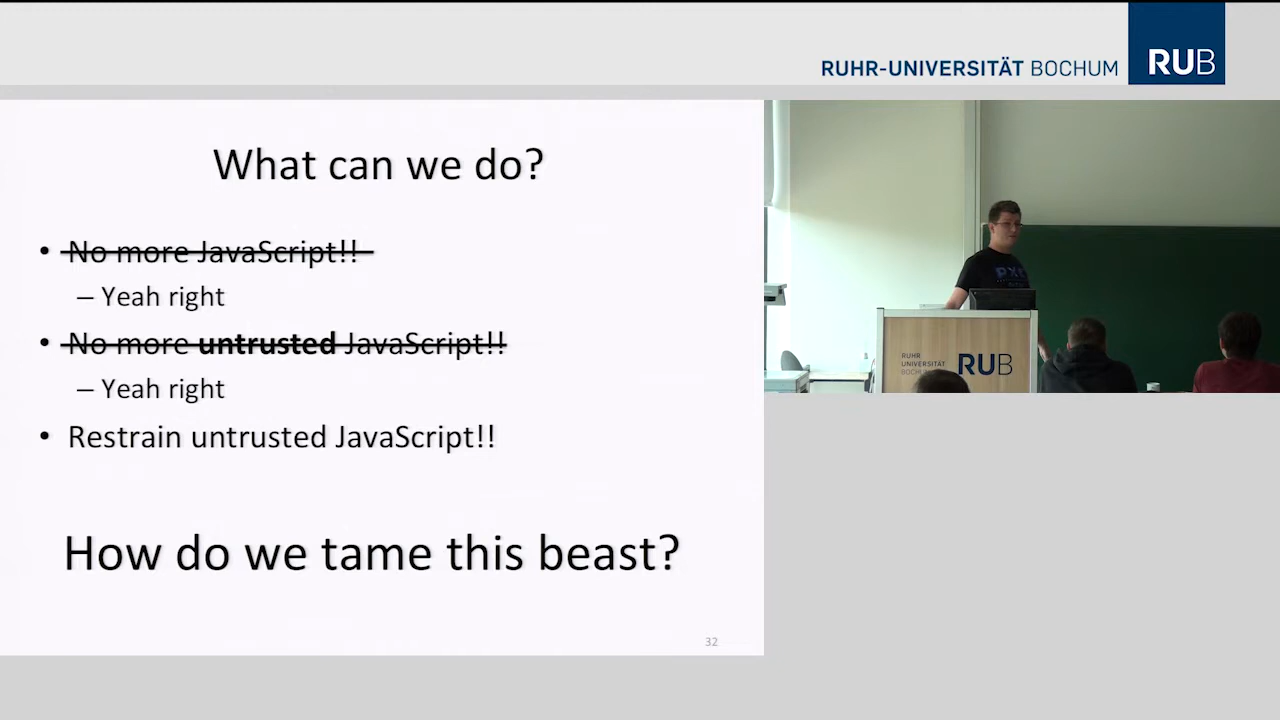 RUHR-UNIVERSITÄT BOCHUM RUB
What can we do?
• No more JavaScript!!
– Yeah right
• No more untrusted JavaScript!!
– Yeah right
• Restrain untrusted JavaScript!!
How do we tame this beast?
32
RUHR
UNIVERSITÄT
BOCHUM
RUB